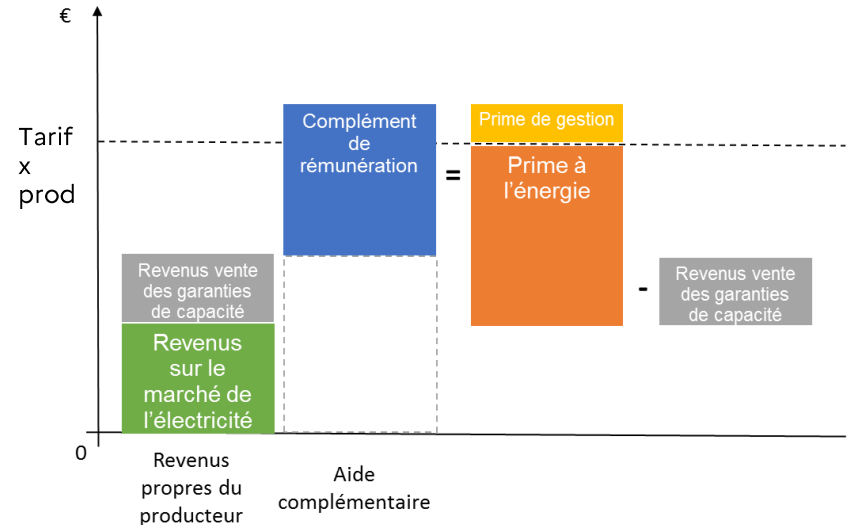 €
Tarif
x
prod
Complément
de
rémunération
=
Prime de gestion
Prime à
l'énergie
Revenus vente
des garanties
de capacité
-
Revenus vente
des garanties
de capacité
Revenus
sur le
marché de
l'électricité
0
Revenus
propres du
producteur
Aide
complémentaire